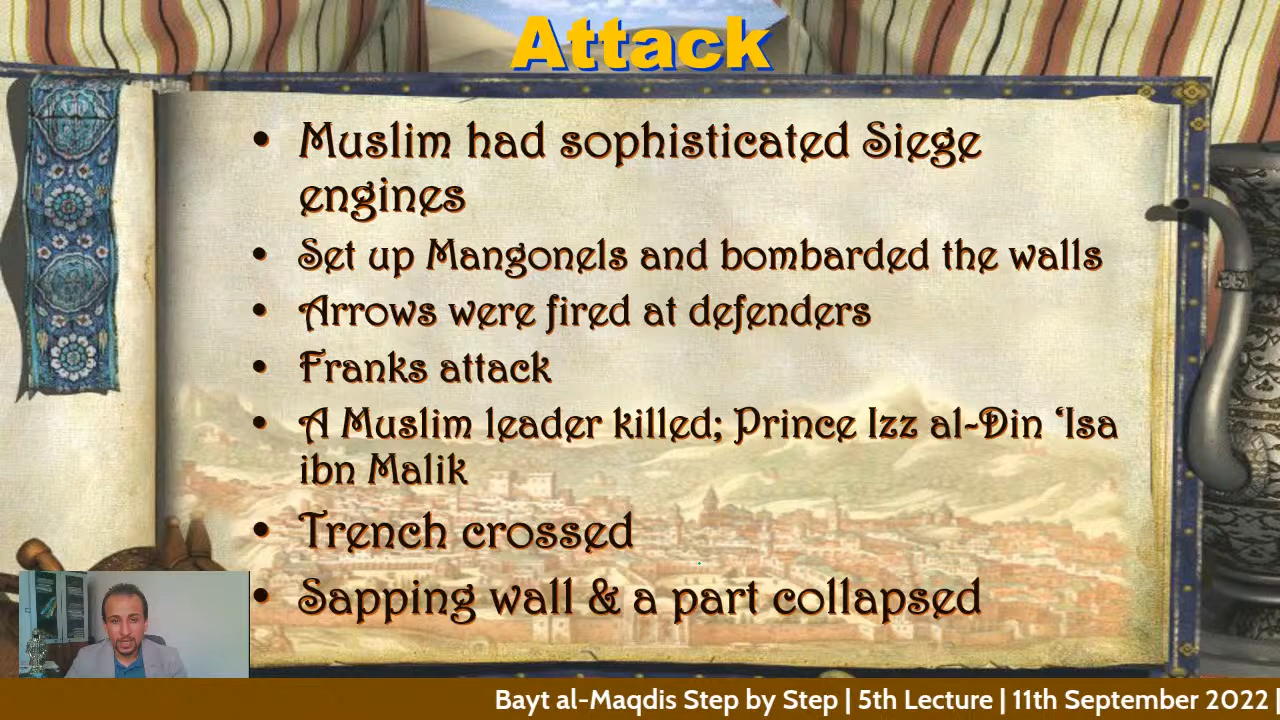 Attack
• Muslim had sophisticated Siege
engines
• Set up Mangonels and bombarded the walls
• Arrows were fired at defenders
• Franks attack
• A Muslim leader killed; Prince Izz al-Din ‘Isa
ibn Malik
• Trench crossed
• Sapping wall & a part collapsed
Bayt al-Maqdis Step by Step | 5th Lecture | 11th September 2022 |